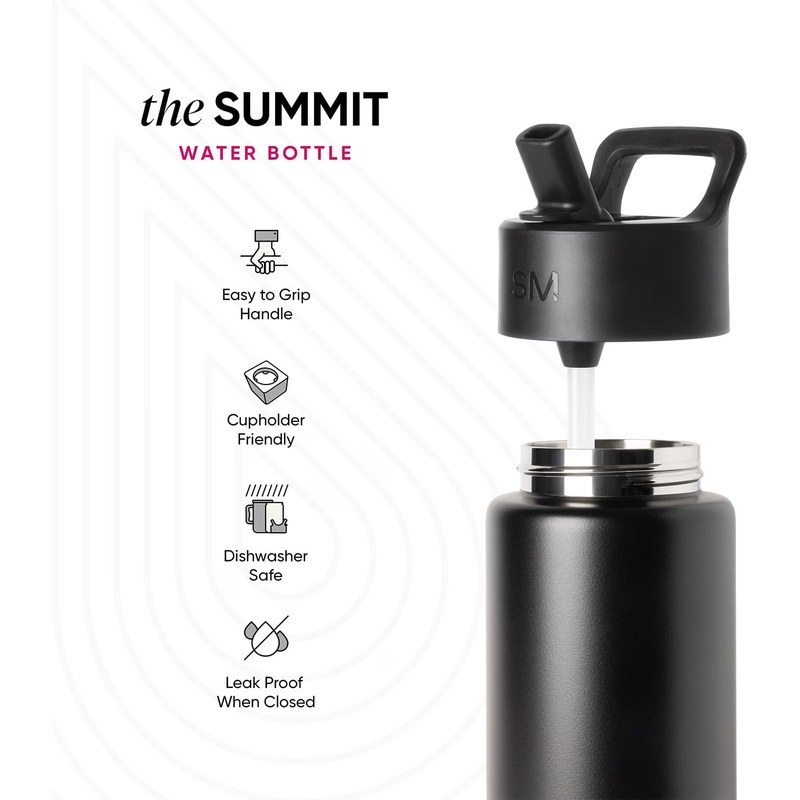 the SUMMIT
WATER BOTTLE
Easy to Grip
Handle
Cupholder
Friendly
Dishwasher
Safe
Leak Proof
When Closed
SM